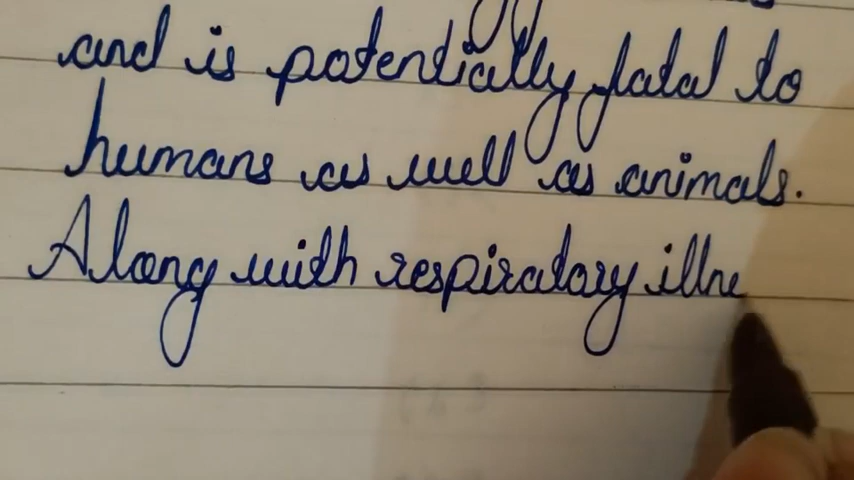 and is potentially fatal to
humans as well as animals.
Along with respiratory illne